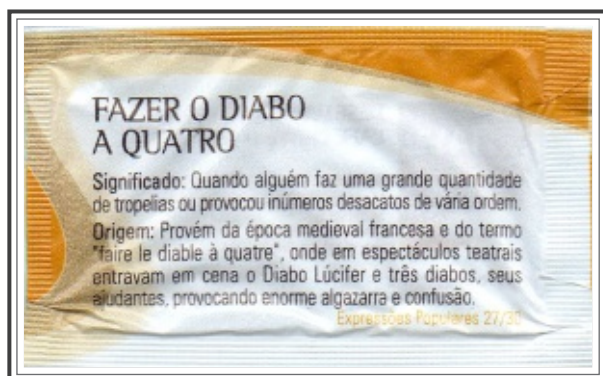 FAZER O DIABO
A QUATRO
Significado: Quando alguém faz uma grande quantidade
de tropelias ou provocou inúmeros desacatos de vária ordem.
Origem: Provém da época medieval francesa e do termo
"faire le diable à quatre", onde em espectáculos teatrais
entravam em cena o Diabo Lúcifer e três diabos, seus
ajudantes, provocando enorme algazarra e confusão.
Expressões Populares 27/30